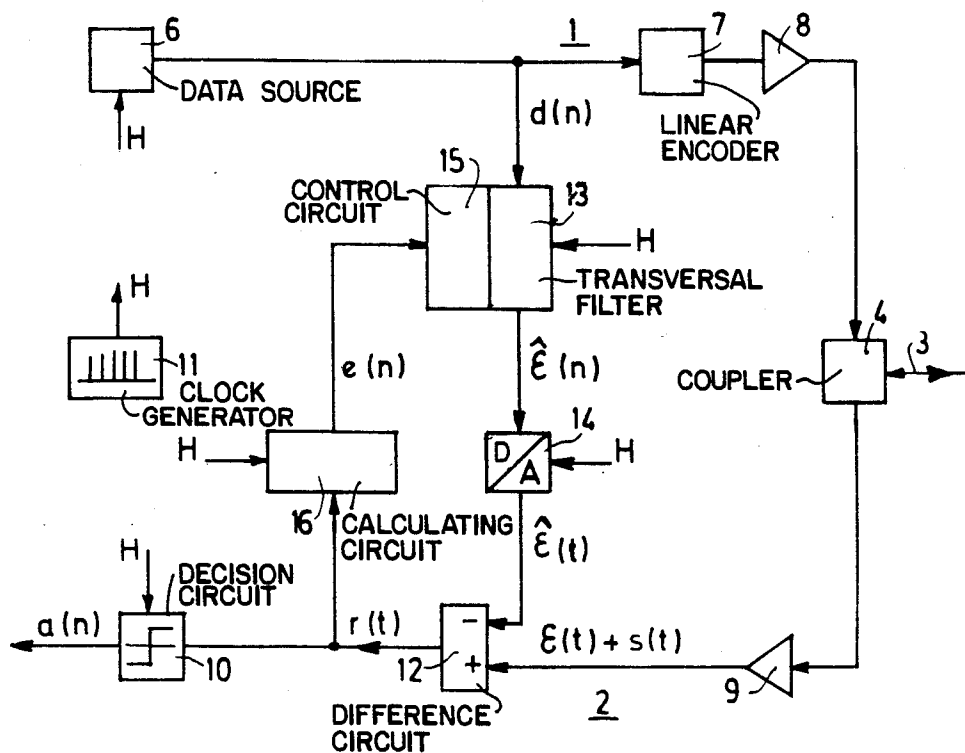 6
1
7
8
DATA SOURCE
H
d(n)
LINEAR
ENCODER
15
CONTROL
CIRCUIT
13
H
TRANSVERSAL
FILTER
H
4
3
11
CLOCK
GENERATOR
e(n)
ε̂(n)
COUPLER
H
D
A
14
H
16
CALCULATING
CIRCUIT
ε̂(t)
H
DECISION
CIRCUIT
a(n)
r(t)
-
ε(t) + s(t)
10
12
+
9
2
DIFFERENCE
CIRCUIT